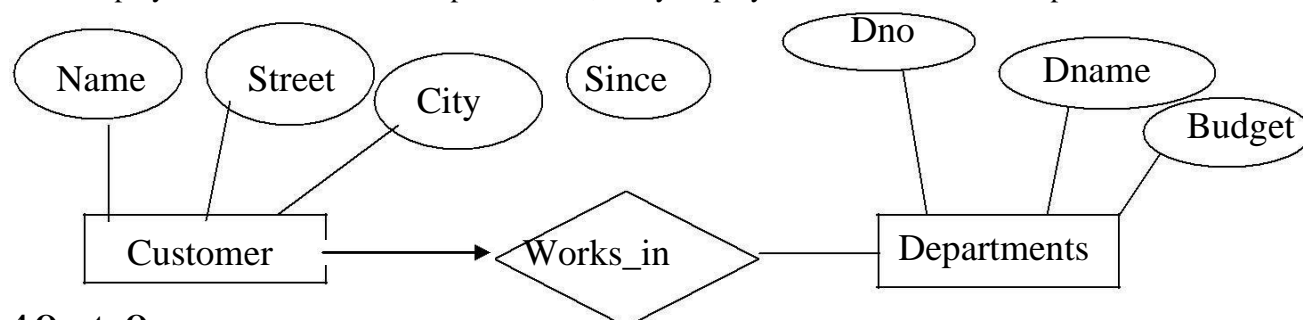 Dno
Name Street Since Dname
City Budget
Customer Works_in Departments